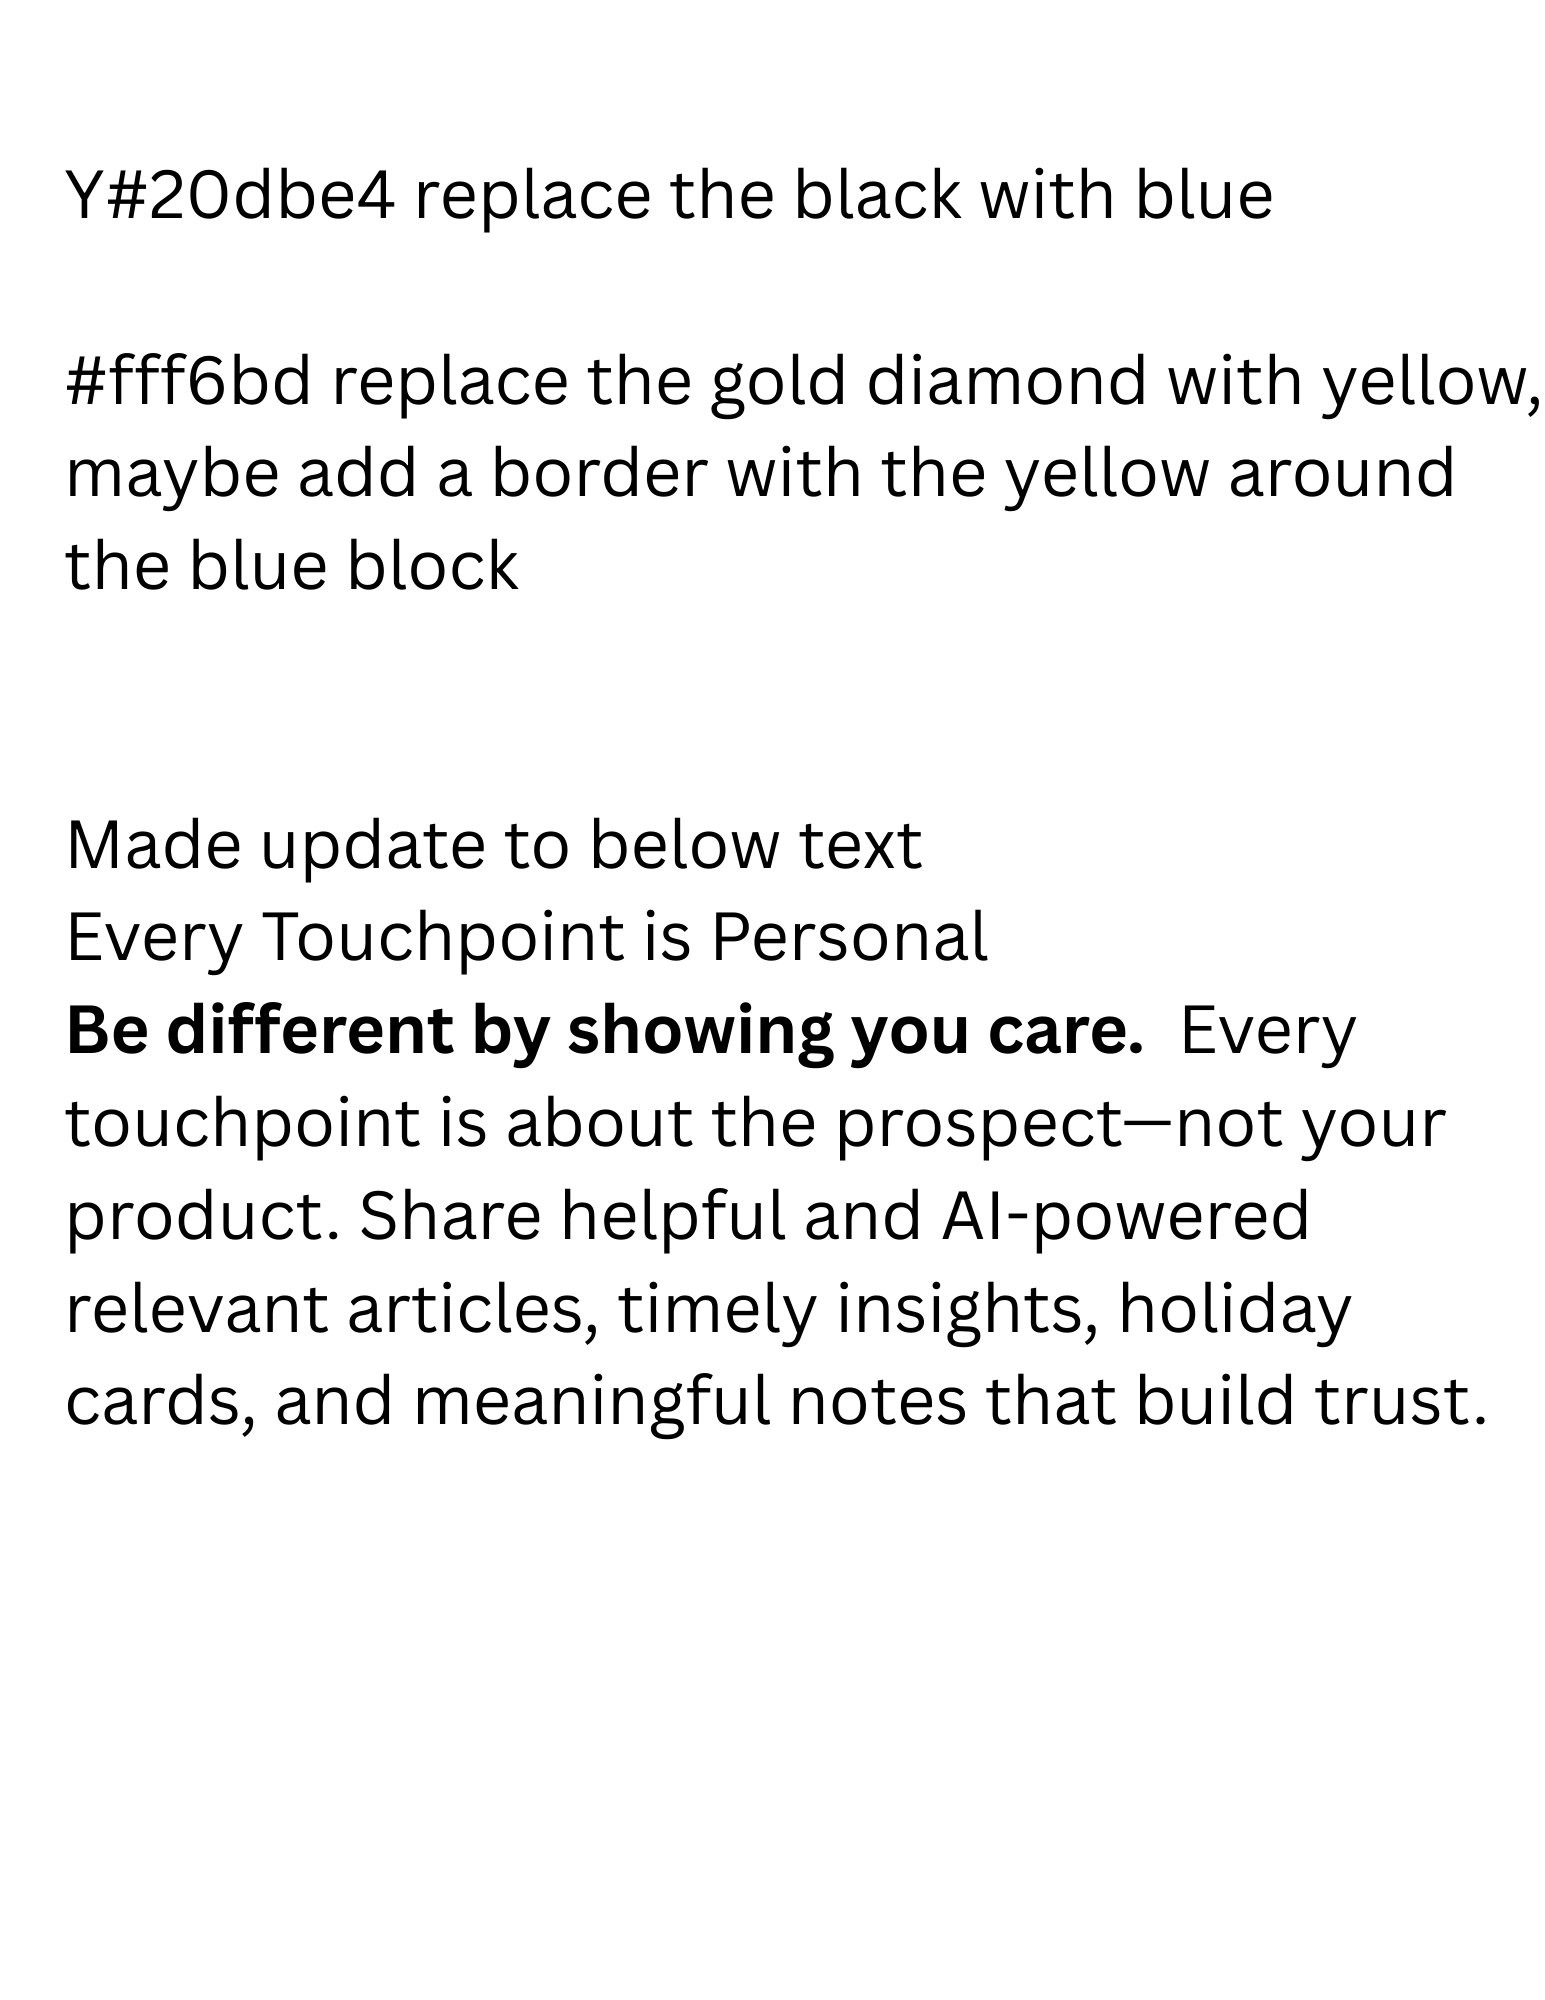 Y#20dbe4 replace the black with blue
#fff6bd replace the gold diamond with yellow,
maybe add a border with the yellow around
the blue block
Made update to below text
Every Touchpoint is Personal
Be different by showing you care.  Every
touchpoint is about the prospect—not your
product. Share helpful and AI-powered
relevant articles, timely insights, holiday
cards, and meaningful notes that build trust.